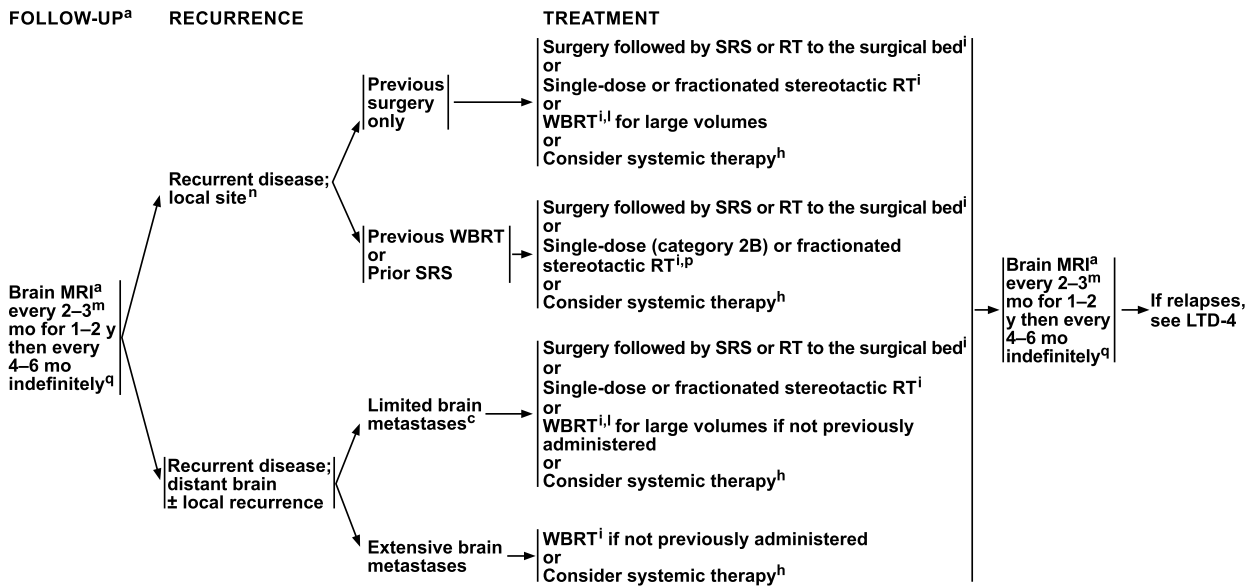 FOLLOW-UPᵃ
RECURRENCE
TREATMENT
Brain MRIᵃ
every 2–3ᵐ
mo for 1–2 y
then every
4–6 mo
indefinitely^q
Recurrent disease;
local siteⁿ
Previous
surgery
only
Surgery followed by SRS or RT to the surgical bedⁱ
or
Single-dose or fractionated stereotactic RTⁱ
or
WBRTⁱ,ˡ for large volumes
or
Consider systemic therapyʰ
Previous WBRT
or
Prior SRS
Surgery followed by SRS or RT to the surgical bedⁱ
or
Single-dose (category 2B) or fractionated
stereotactic RTⁱ,ᵖ
or
Consider systemic therapyʰ
Recurrent disease;
distant brain
± local recurrence
Limited brain
metastasesᶜ
Surgery followed by SRS or RT to the surgical bedⁱ
or
Single-dose or fractionated stereotactic RTⁱ
or
WBRTⁱ,ˡ for large volumes if not previously
administered
or
Consider systemic therapyʰ
Extensive brain
metastases
WBRTⁱ if not previously administered
or
Consider systemic therapyʰ
Brain MRIᵃ
every 2–3ᵐ
mo for 1–2
y then every
4–6 mo
indefinitely^q
If relapses,
see LTD-4